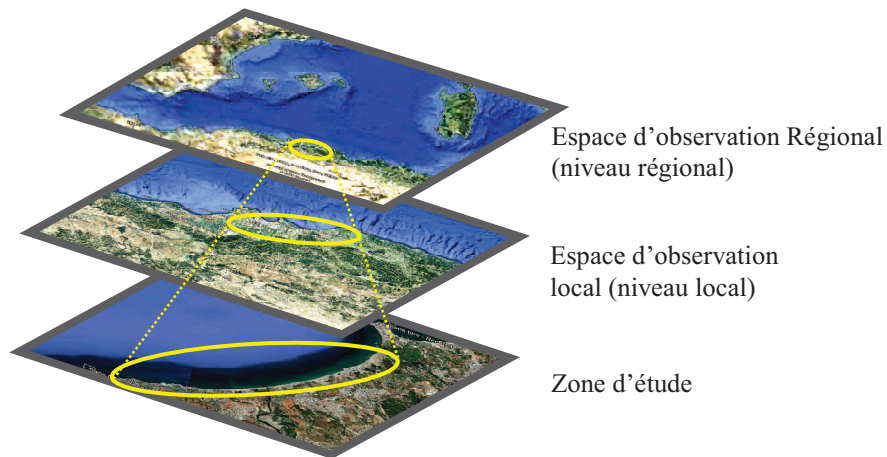 Espace d’observation Régional
(niveau régional)
Espace d’observation
local (niveau local)
Zone d’étude